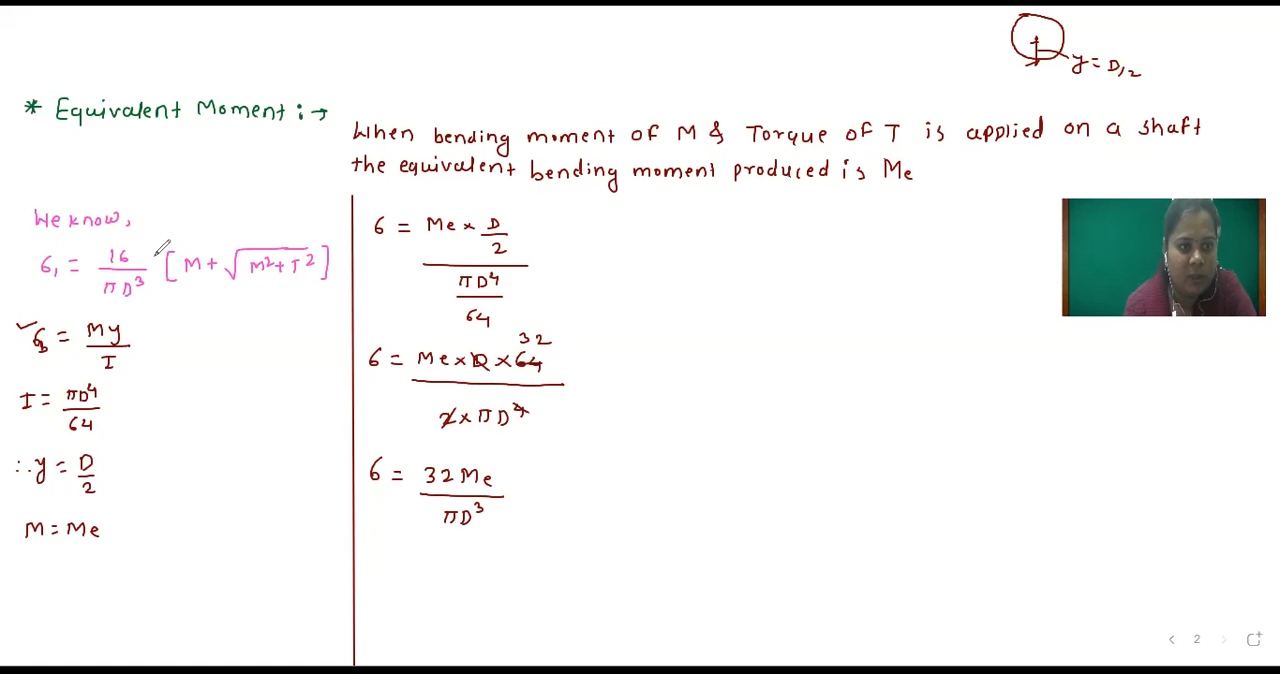 y = D/2
* Equivalent Moment :→
When bending moment of M & Torque of T is applied on a shaft
the equivalent bending moment produced is Me
We know,
σ₁ = 16/πD³ [M + √(M² + T²)]
✓σb = My/I
I = πD⁴/64
∴ y = D/2
M = Me
σ = (Me × D/2)/(πD⁴/64)
32
σ = (Me × D × 64)/(2 × πD⁴)
σ = 32Me/πD³
< 2 >